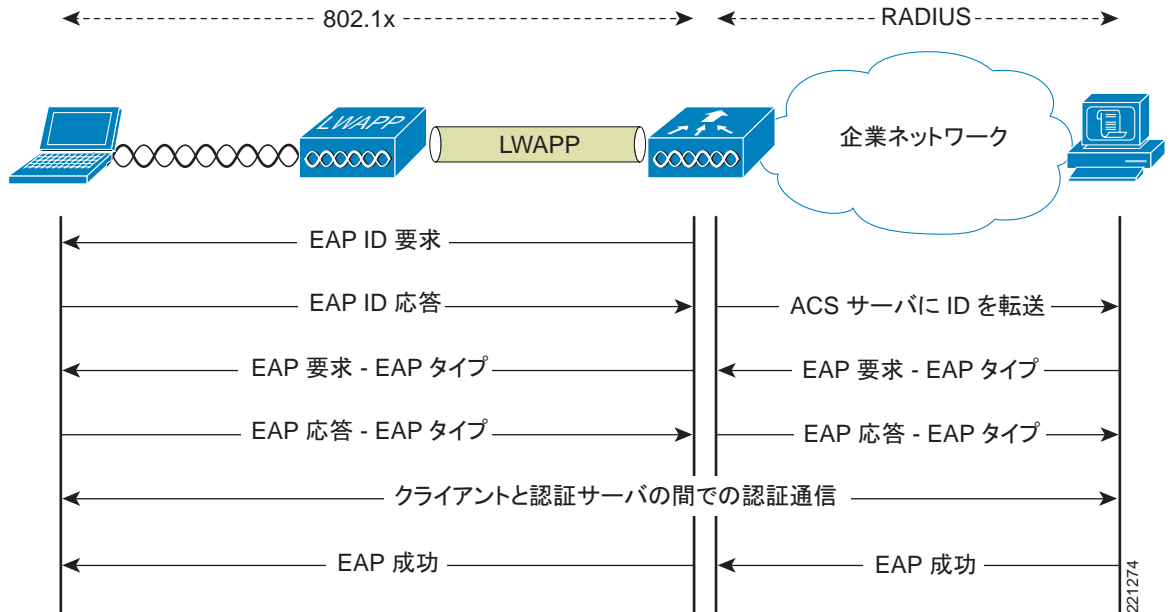 802.1x
RADIUS
LWAPP
LWAPP
企業ネットワーク
EAP ID 要求
EAP ID 応答
ACS サーバに ID を転送
EAP 要求 - EAP タイプ
EAP 要求 - EAP タイプ
EAP 応答 - EAP タイプ
EAP 応答 - EAP タイプ
クライアントと認証サーバの間での認証通信
EAP 成功
EAP 成功
221274